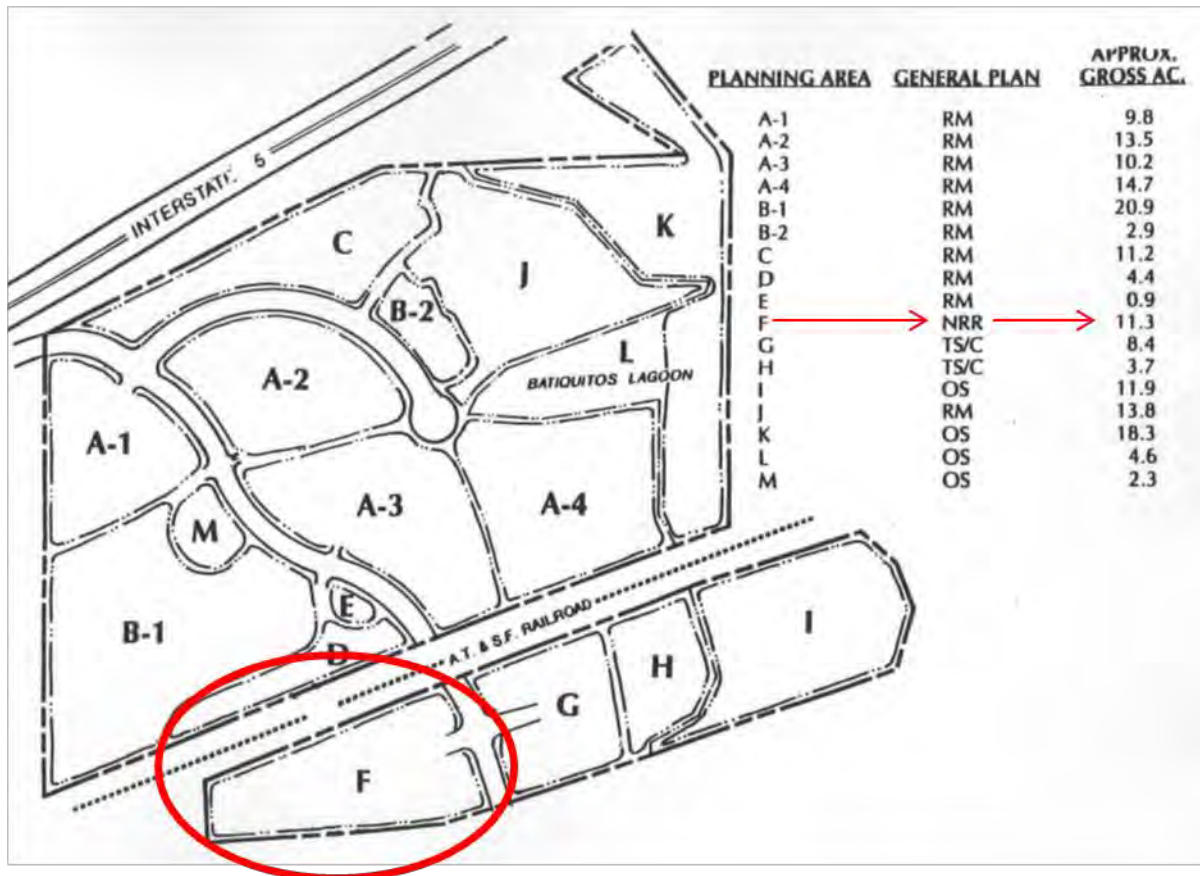 APPROX.
PLANNING AREA GENERAL PLAN GROSS AC.
A-1 RM 9.8
A-2 RM 13.5
A-3 RM 10.2
A-4 RM 14.7
B-1 RM 20.9
B-2 RM 2.9
C RM 11.2
D RM 4.4
E RM 0.9
F NRR 11.3
G TS/C 8.4
H TS/C 3.7
I OS 11.9
J RM 13.8
K OS 18.3
L OS 4.6
M OS 2.3
INTERSTATE 5
C
K
J
B-2
L
BATIQUITOS LAGOON
A-2
A-1
A-3
A-4
M
E
B-1
D
A.T. & S.F. RAILROAD
I
H
G
F